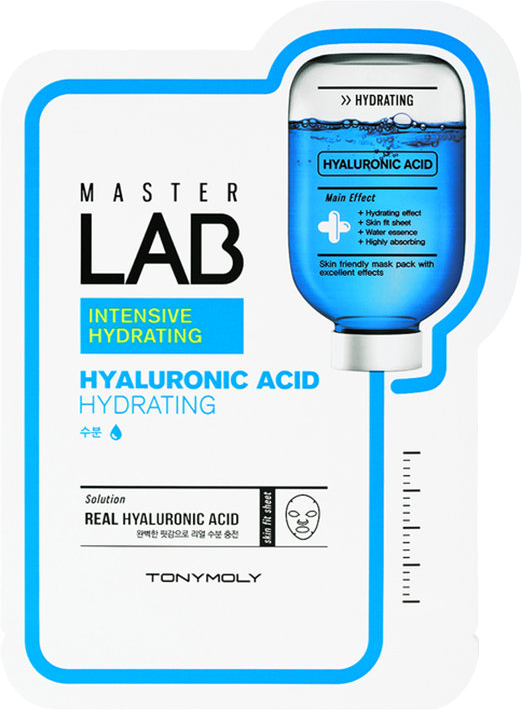 >> HYDRATING
HYALURONIC ACID
Main Effect
+ Hydrating effect
+ Skin fit sheet
+ Water essence
+ Highly absorbing
Skin friendly mask pack with
excellent effects
MASTER
LAB
INTENSIVE
HYDRATING
HYALURONIC ACID
HYDRATING
수분
Solution
REAL HYALURONIC ACID
완벽한 핏감으로 리얼 수분 충전
skin fit sheet
TONYMOLY